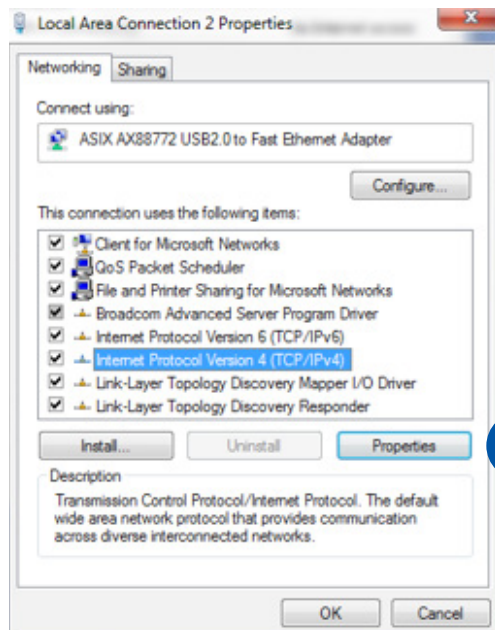 Local Area Connection 2 Properties
Networking
Sharing
Connect using:
ASIX AX88772 USB2.0 to Fast Ethernet Adapter
Configure...
This connection uses the following items:
Client for Microsoft Networks
QoS Packet Scheduler
File and Printer Sharing for Microsoft Networks
Broadcom Advanced Server Program Driver
Internet Protocol Version 6 (TCP/IPv6)
Internet Protocol Version 4 (TCP/IPv4)
Link-Layer Topology Discovery Mapper I/O Driver
Link-Layer Topology Discovery Responder
Install...
Uninstall
Properties
Description
Transmission Control Protocol/Internet Protocol. The default
wide area network protocol that provides communication
across diverse interconnected networks.
OK
Cancel